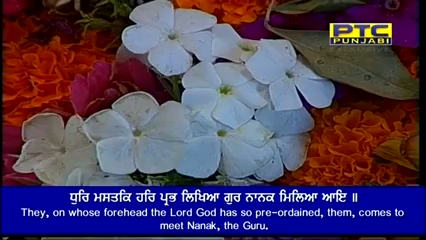 PTC
PUNJABI
ਧੁਰਿ ਮਸਤਕਿ ਹਰਿ ਪ੍ਰਭ ਲਿਖਿਆ ਗੁਰ ਨਾਨਕ ਮਿਲਿਆ ਆਇ ॥
They, on whose forehead the Lord God has so pre-ordained, them, comes to
meet Nanak, the Guru.